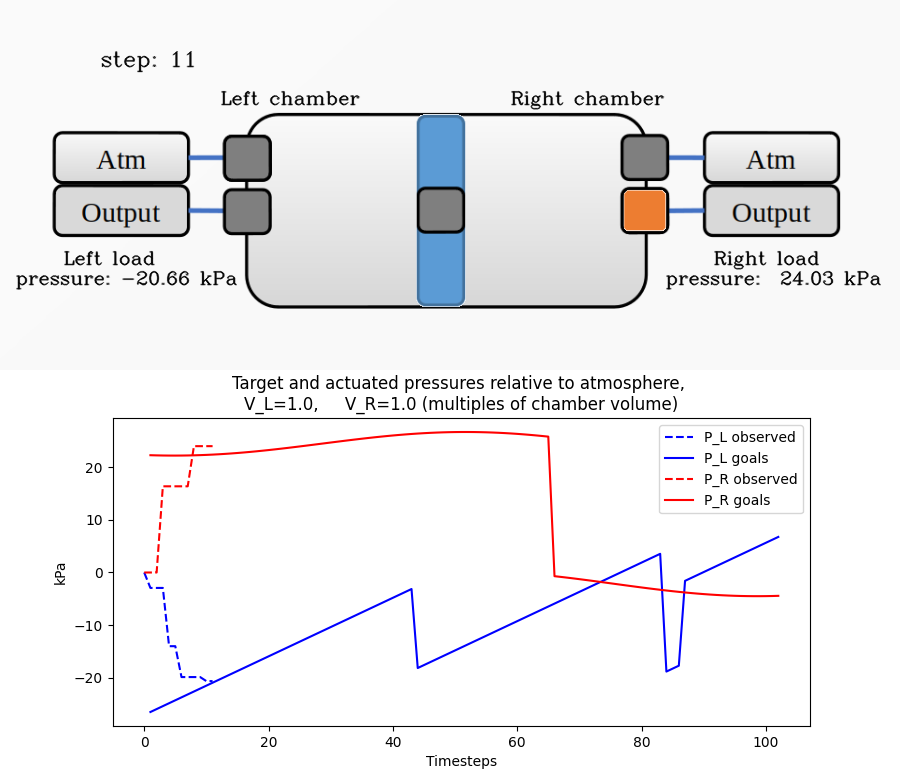 step: 11
Left chamber
Right chamber
Atm
Atm
Output
Output
Left load
pressure: −20.66 kPa
Right load
pressure: 24.03 kPa
Target and actuated pressures relative to atmosphere,
V_L=1.0, V_R=1.0 (multiples of chamber volume)
P_L observed
P_L goals
P_R observed
P_R goals
20
10
0
−10
−20
kPa
0
20
40
60
80
100
Timesteps